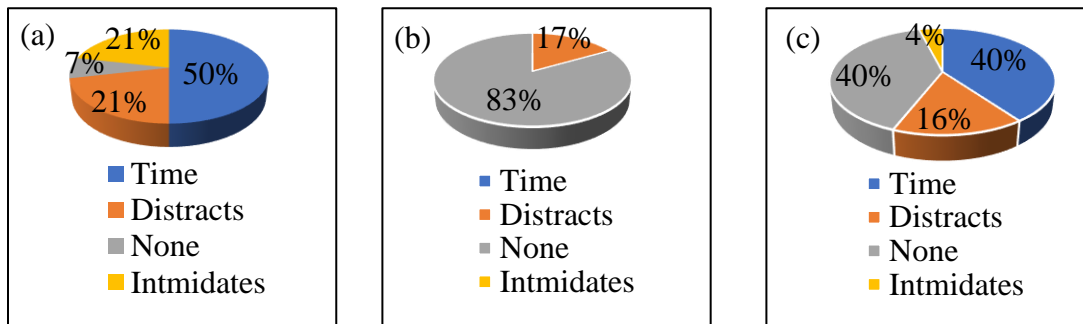 (a)
21%
7%
50%
21%
Time
Distracts
None
Intmidates
(b)
17%
83%
Time
Distracts
None
Intmidates
(c)
4%
40%
40%
16%
Time
Distracts
None
Intmidates